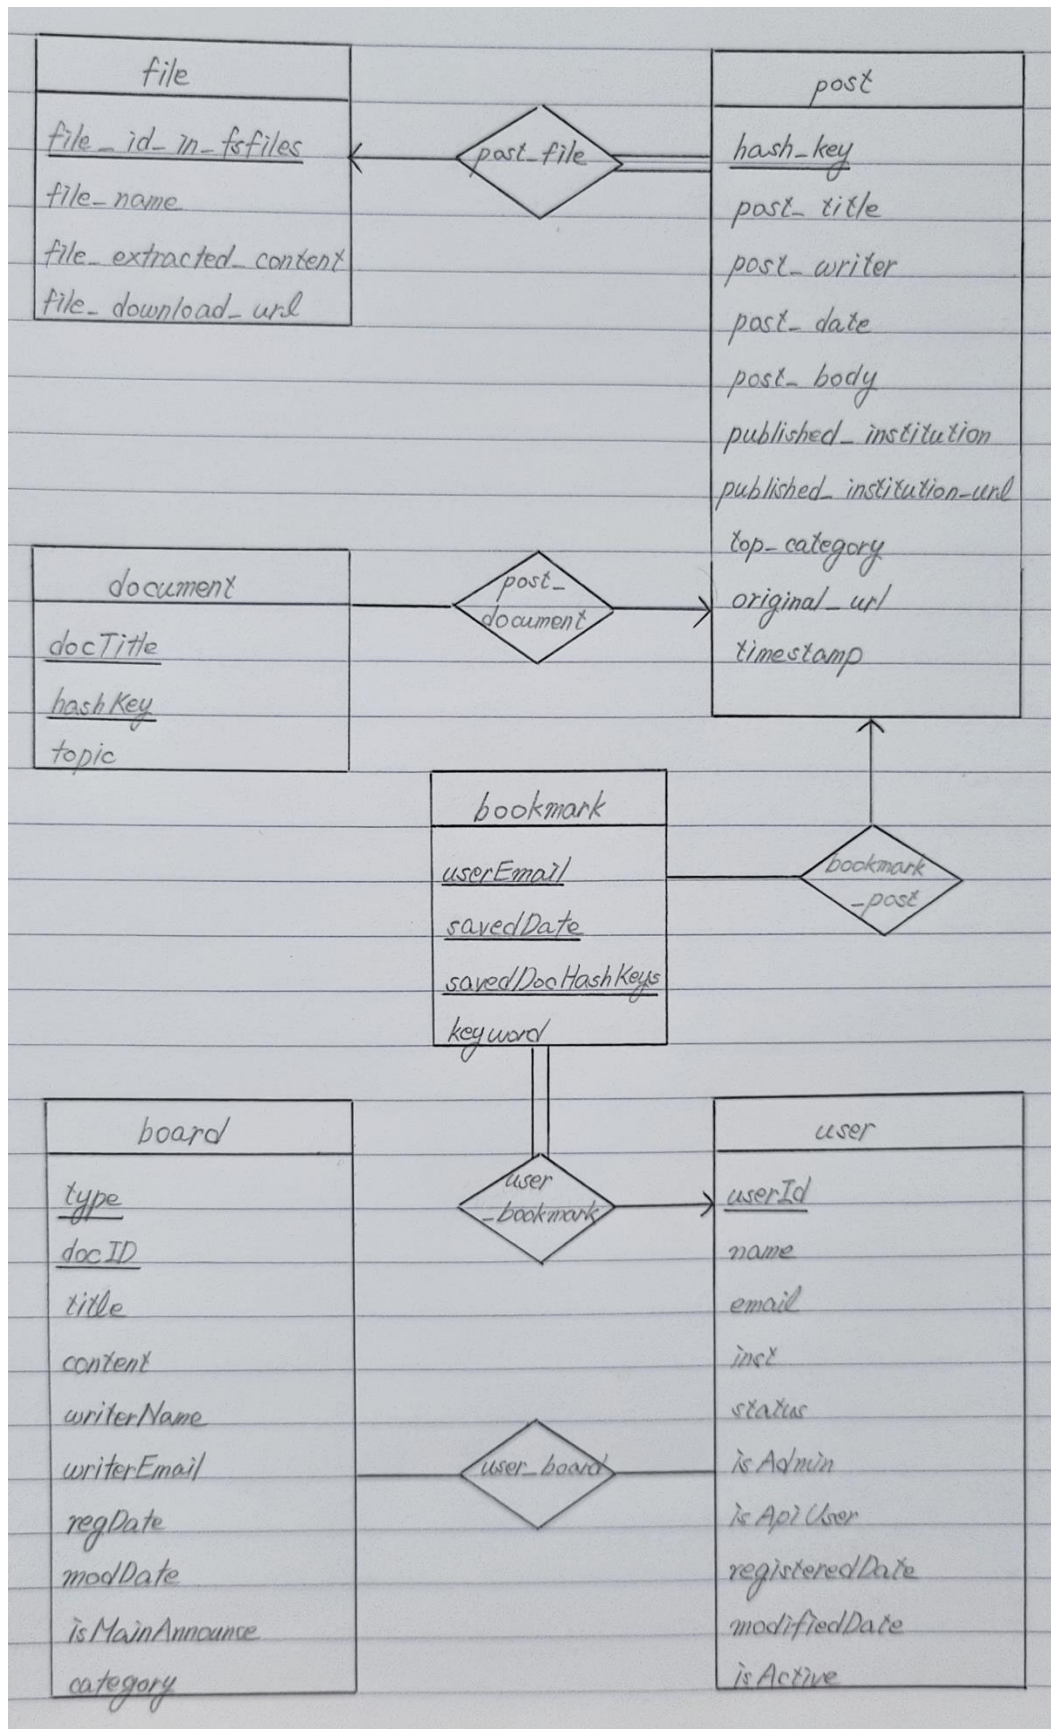 file
file_id_in_fsfiles
file_name
file_extracted_content
file_download_url
post_file
post
hash_key
post_title
post_writer
post_date
post_body
published_institution
published_institution_url
top_category
original_url
timestamp
document
docTitle
hashKey
topic
post_
document
bookmark
userEmail
savedDate
savedDocHashKeys
keyword
bookmark
_post
board
type
docID
title
content
writerName
writerEmail
regDate
modDate
isMainAnnounce
category
user
_bookmark
user_board
user
userId
name
email
inst
status
isAdmin
isApiUser
registeredDate
modifiedDate
isActive